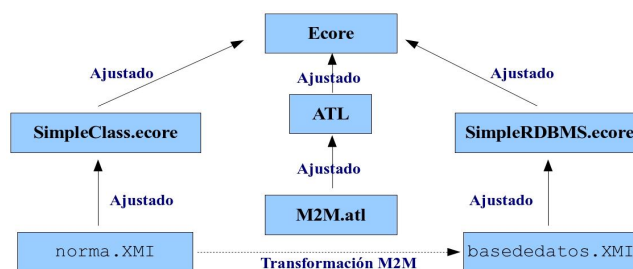 Ecore
Ajustado
Ajustado
Ajustado
SimpleClass.ecore
ATL
SimpleRDBMS.ecore
Ajustado
Ajustado
Ajustado
M2M.atl
norma.XMI
basededatos.XMI
Transformación M2M